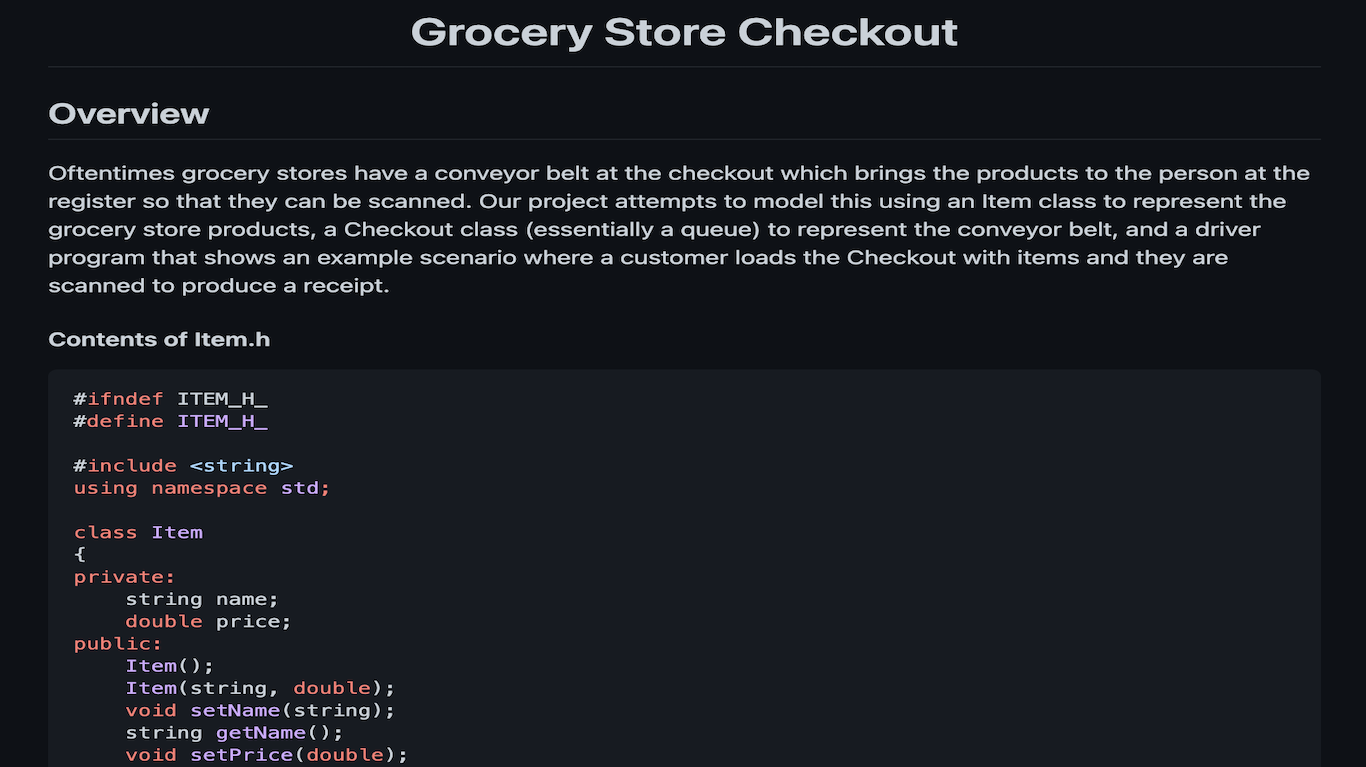 Grocery Store Checkout
Overview
Oftentimes grocery stores have a conveyor belt at the checkout which brings the products to the person at the
register so that they can be scanned. Our project attempts to model this using an Item class to represent the
grocery store products, a Checkout class (essentially a queue) to represent the conveyor belt, and a driver
program that shows an example scenario where a customer loads the Checkout with items and they are
scanned to produce a receipt.
Contents of Item.h
#ifndef ITEM_H_
#define ITEM_H_
#include <string>
using namespace std;
class Item
{
private:
    string name;
    double price;
public:
    Item();
    Item(string, double);
    void setName(string);
    string getName();
    void setPrice(double);